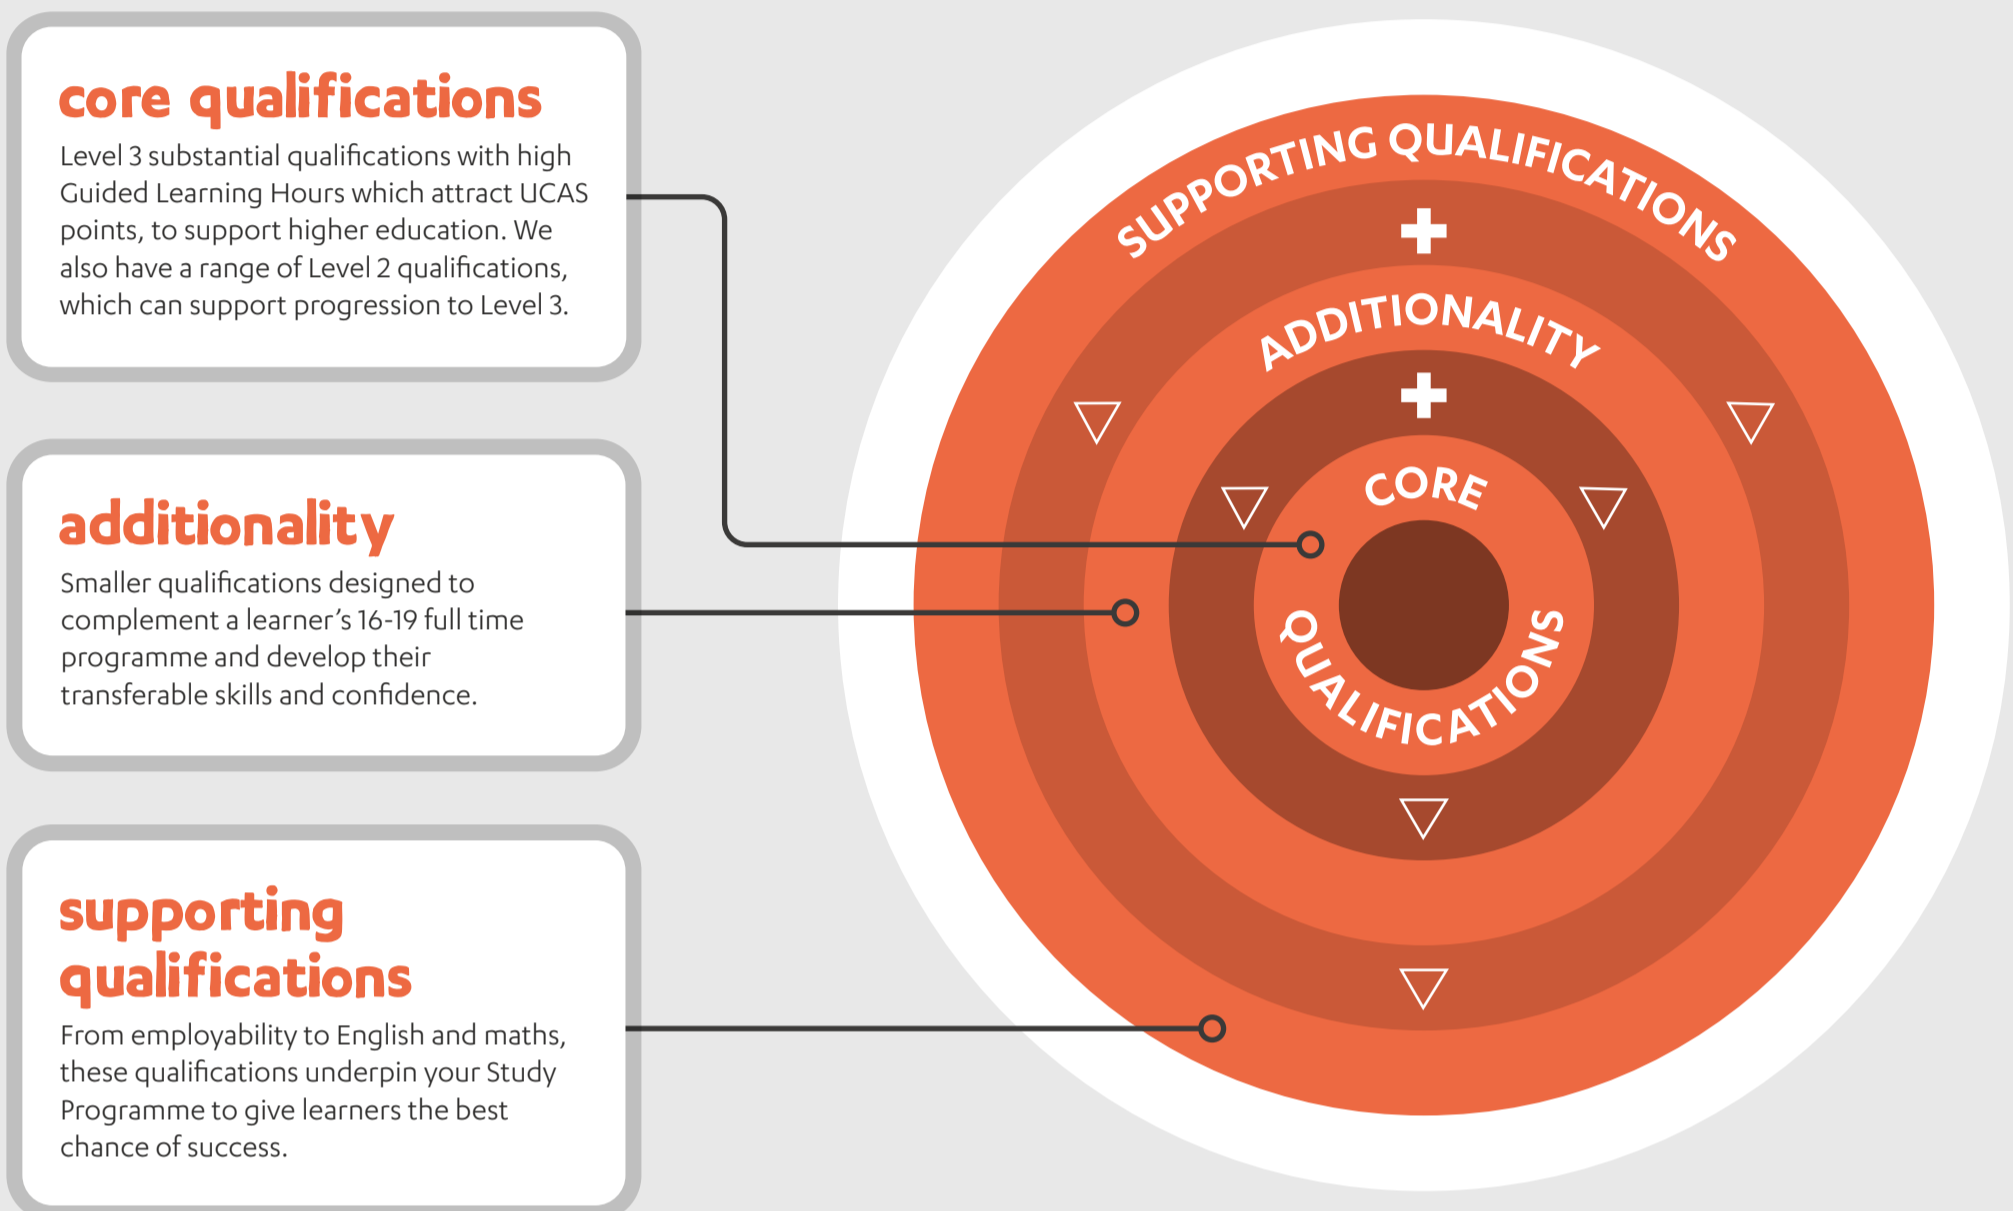 core qualifications
Level 3 substantial qualifications with high
Guided Learning Hours which attract UCAS
points, to support higher education. We
also have a range of Level 2 qualifications,
which can support progression to Level 3.
additionality
Smaller qualifications designed to
complement a learner's 16-19 full time
programme and develop their
transferable skills and confidence.
supporting
qualifications
From employability to English and maths,
these qualifications underpin your Study
Programme to give learners the best
chance of success.
SUPPORTING QUALIFICATIONS
ADDITIONALITY
CORE
QUALIFICATIONS